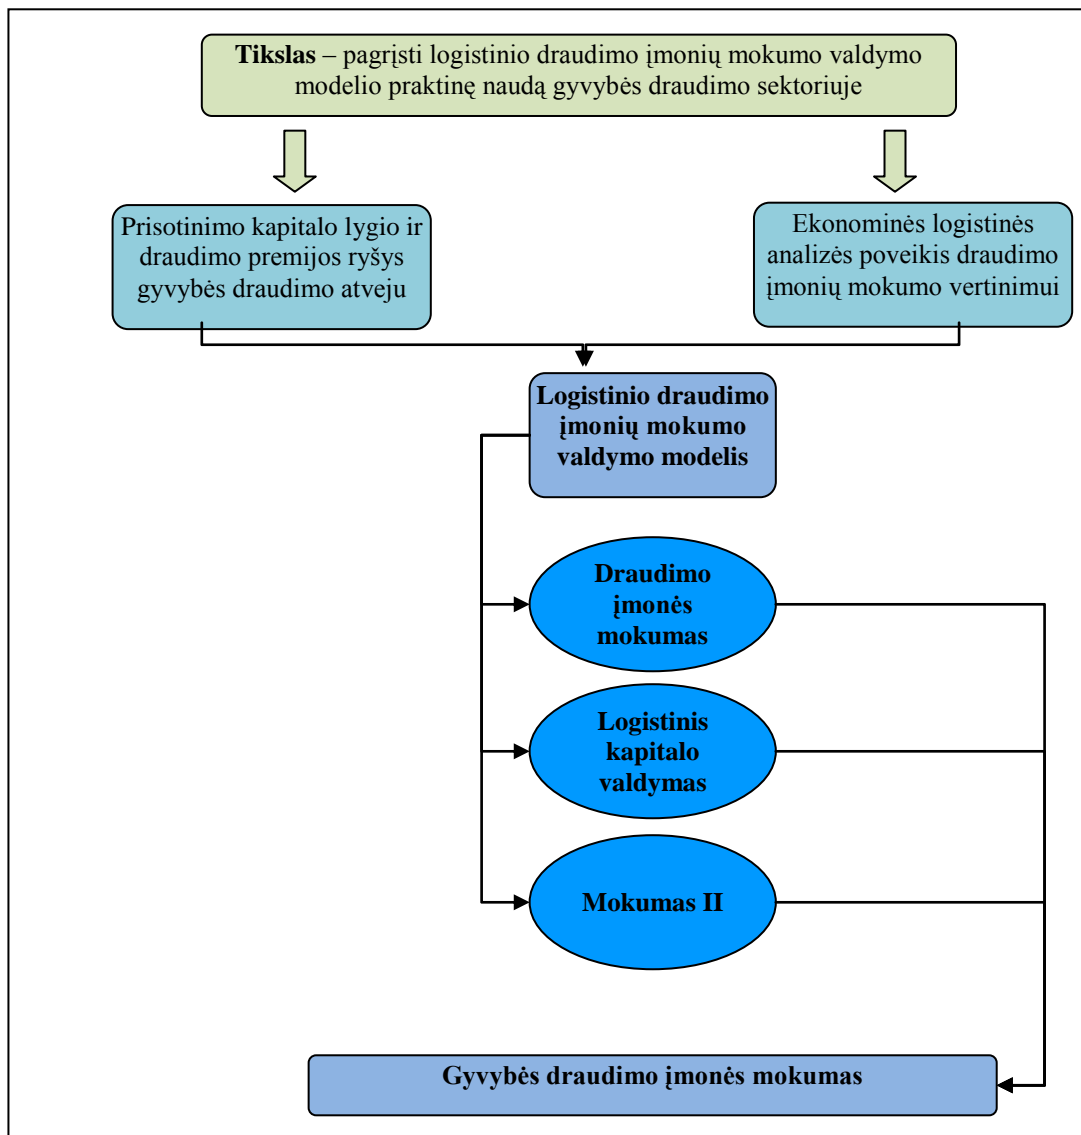 Tikslas – pagrįsti logistinio draudimo įmonių mokumo valdymo
modelio praktinę naudą gyvybės draudimo sektoriuje
Prisotinimo kapitalo lygio ir
draudimo premijos ryšys
gyvybės draudimo atveju
Ekonominės logistinės
analizės poveikis draudimo
įmonių mokumo vertinimui
Logistinio draudimo
įmonių mokumo
valdymo modelis
Draudimo
įmonės
mokumas
Logistinis
kapitalo
valdymas
Mokumas II
Gyvybės draudimo įmonės mokumas